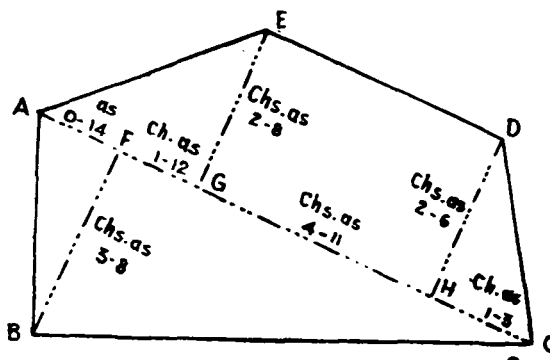 E
A
as
0-14
F
Ch. as
1-12
G
Chs. as
2-8
D
Chs. as
3-8
Chs. as
4-11
Chs. as
2-6
H
Ch. as
1-3
B
C